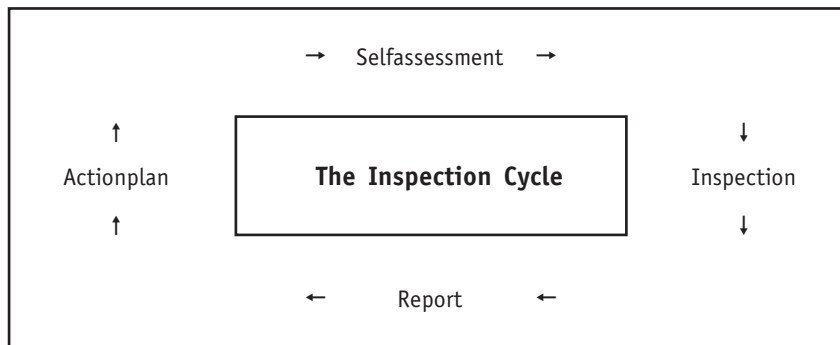 → Selfassessment →
↑ ↓
Actionplan The Inspection Cycle Inspection
↑ ↓
← Report ←